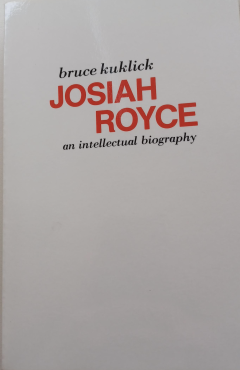 bruce kuklick
JOSIAH
ROYCE
an intellectual biography